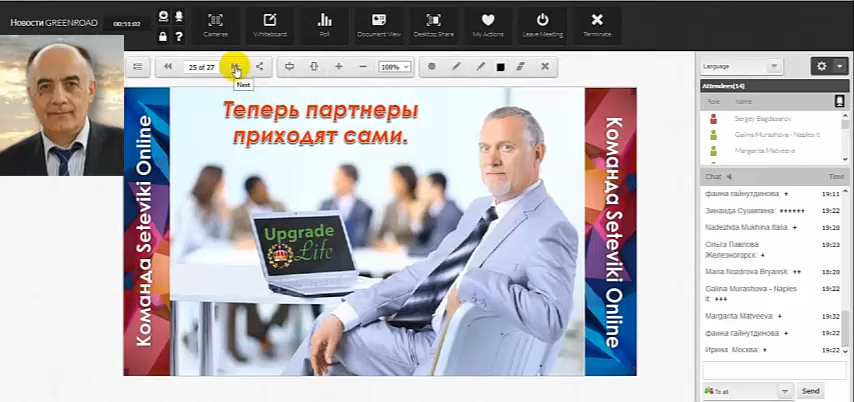 Новости GREENROAD
00:51:02
Cameras
Whiteboard
Poll
Document View
Desktop Share
My Actions
Leave Meeting
Terminate
25 of 27
100%
Next
Language
Attendees(14)
Role Name
Sergey Bagdasarov
Galina Murashova - Naples It
Margarita Matveeva
Chat Time
фаина гайнутдинова: + 19:11
Зинаида Сушилина: ++++++ 19:22
Nadezhda Mukhina Italia: + 19:20
Ольга Павлова 19:23
Железногорск: +
Maria Nozdrova Bryansk: ++ 18:20
Galina Murashova - Naples 19:22
It: +++
Margarita Matveeva: + 19:32
фаина гайнутдинова: + 19:22
Ирина Москва: + 19:22
To all
Send
Команда Seteviki Online
Теперь партнеры
приходят сами.
Upgrade
Life
Команда Seteviki Online